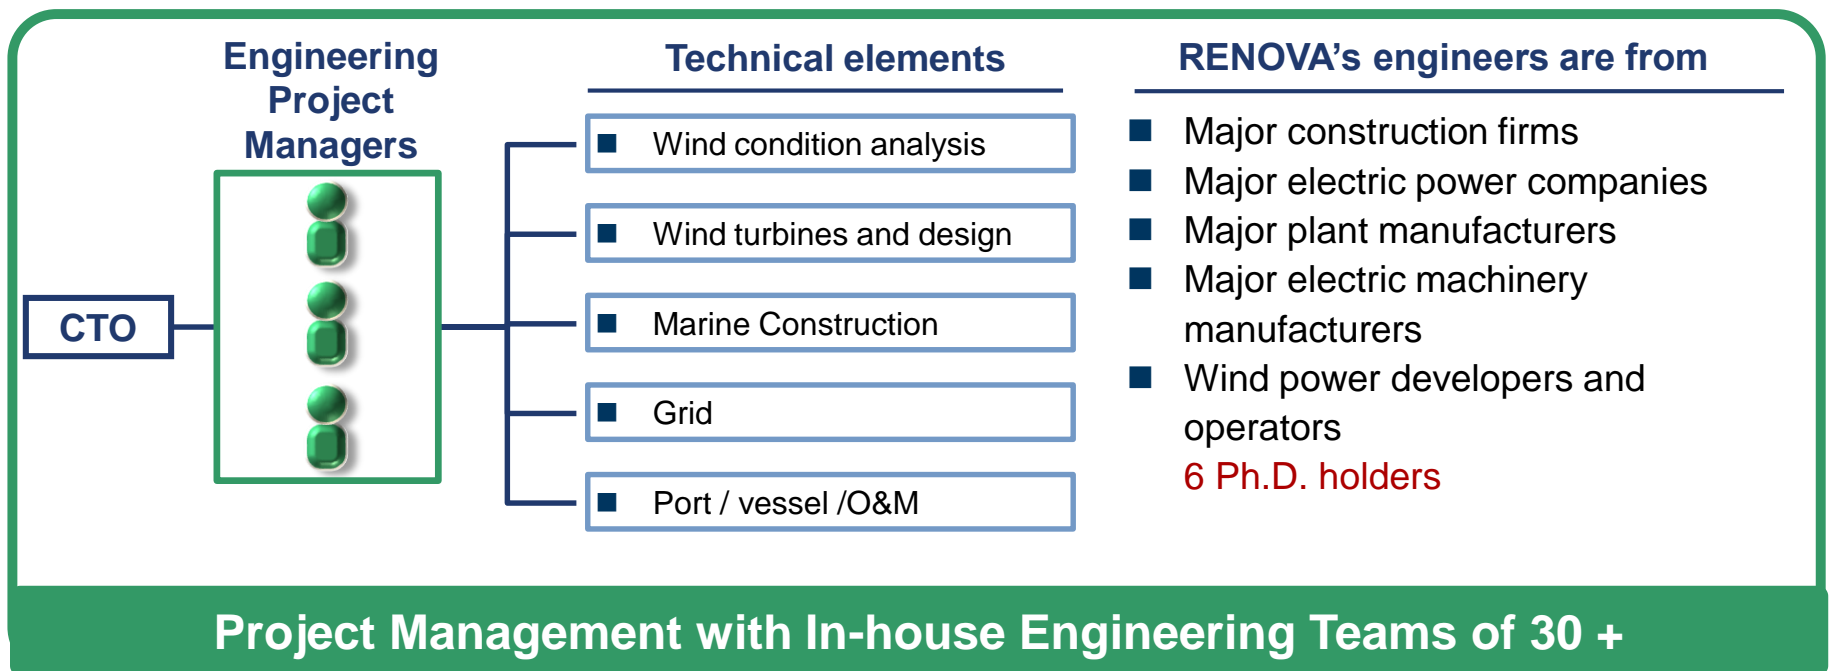 Engineering
Project
Managers
CTO
Technical elements
Wind condition analysis
Wind turbines and design
Marine Construction
Grid
Port / vessel /O&M
RENOVA’s engineers are from
Major construction firms
Major electric power companies
Major plant manufacturers
Major electric machinery
manufacturers
Wind power developers and
operators
6 Ph.D. holders
Project Management with In-house Engineering Teams of 30 +